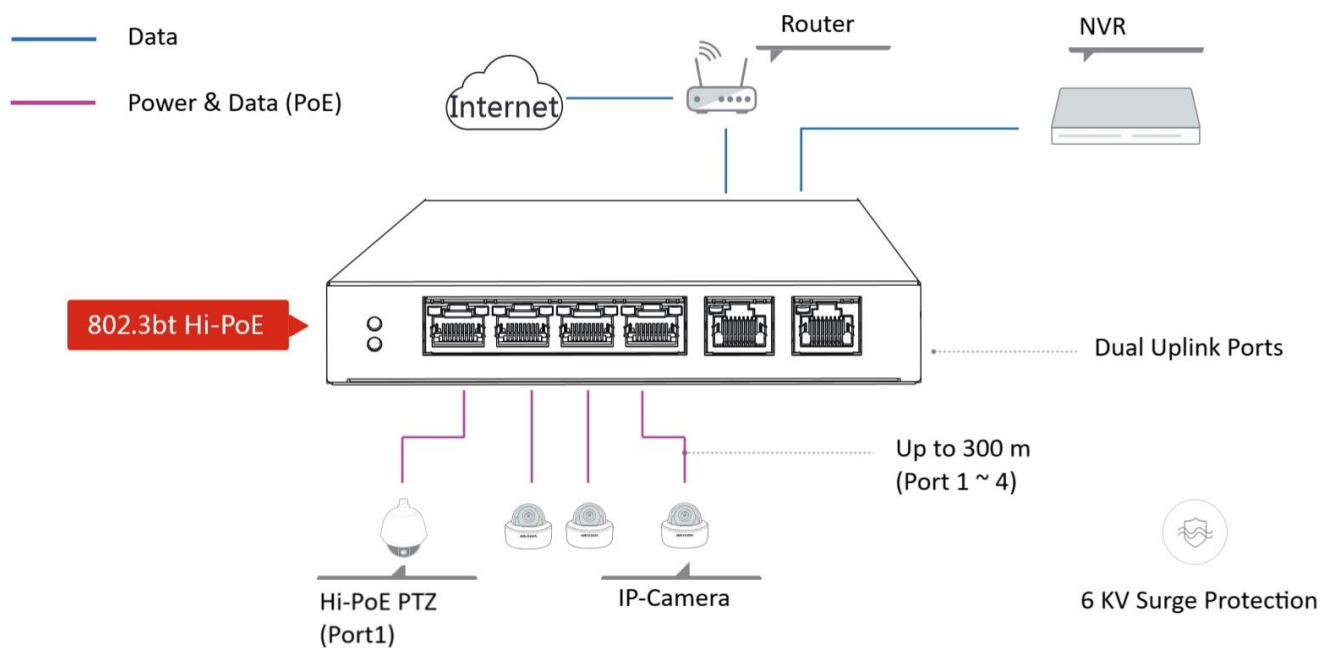 Data
Power & Data (PoE)
Internet
Router
NVR
802.3bt Hi-PoE
Dual Uplink Ports
Up to 300 m
(Port 1 ~ 4)
Hi-PoE PTZ
(Port1)
IP-Camera
6 KV Surge Protection